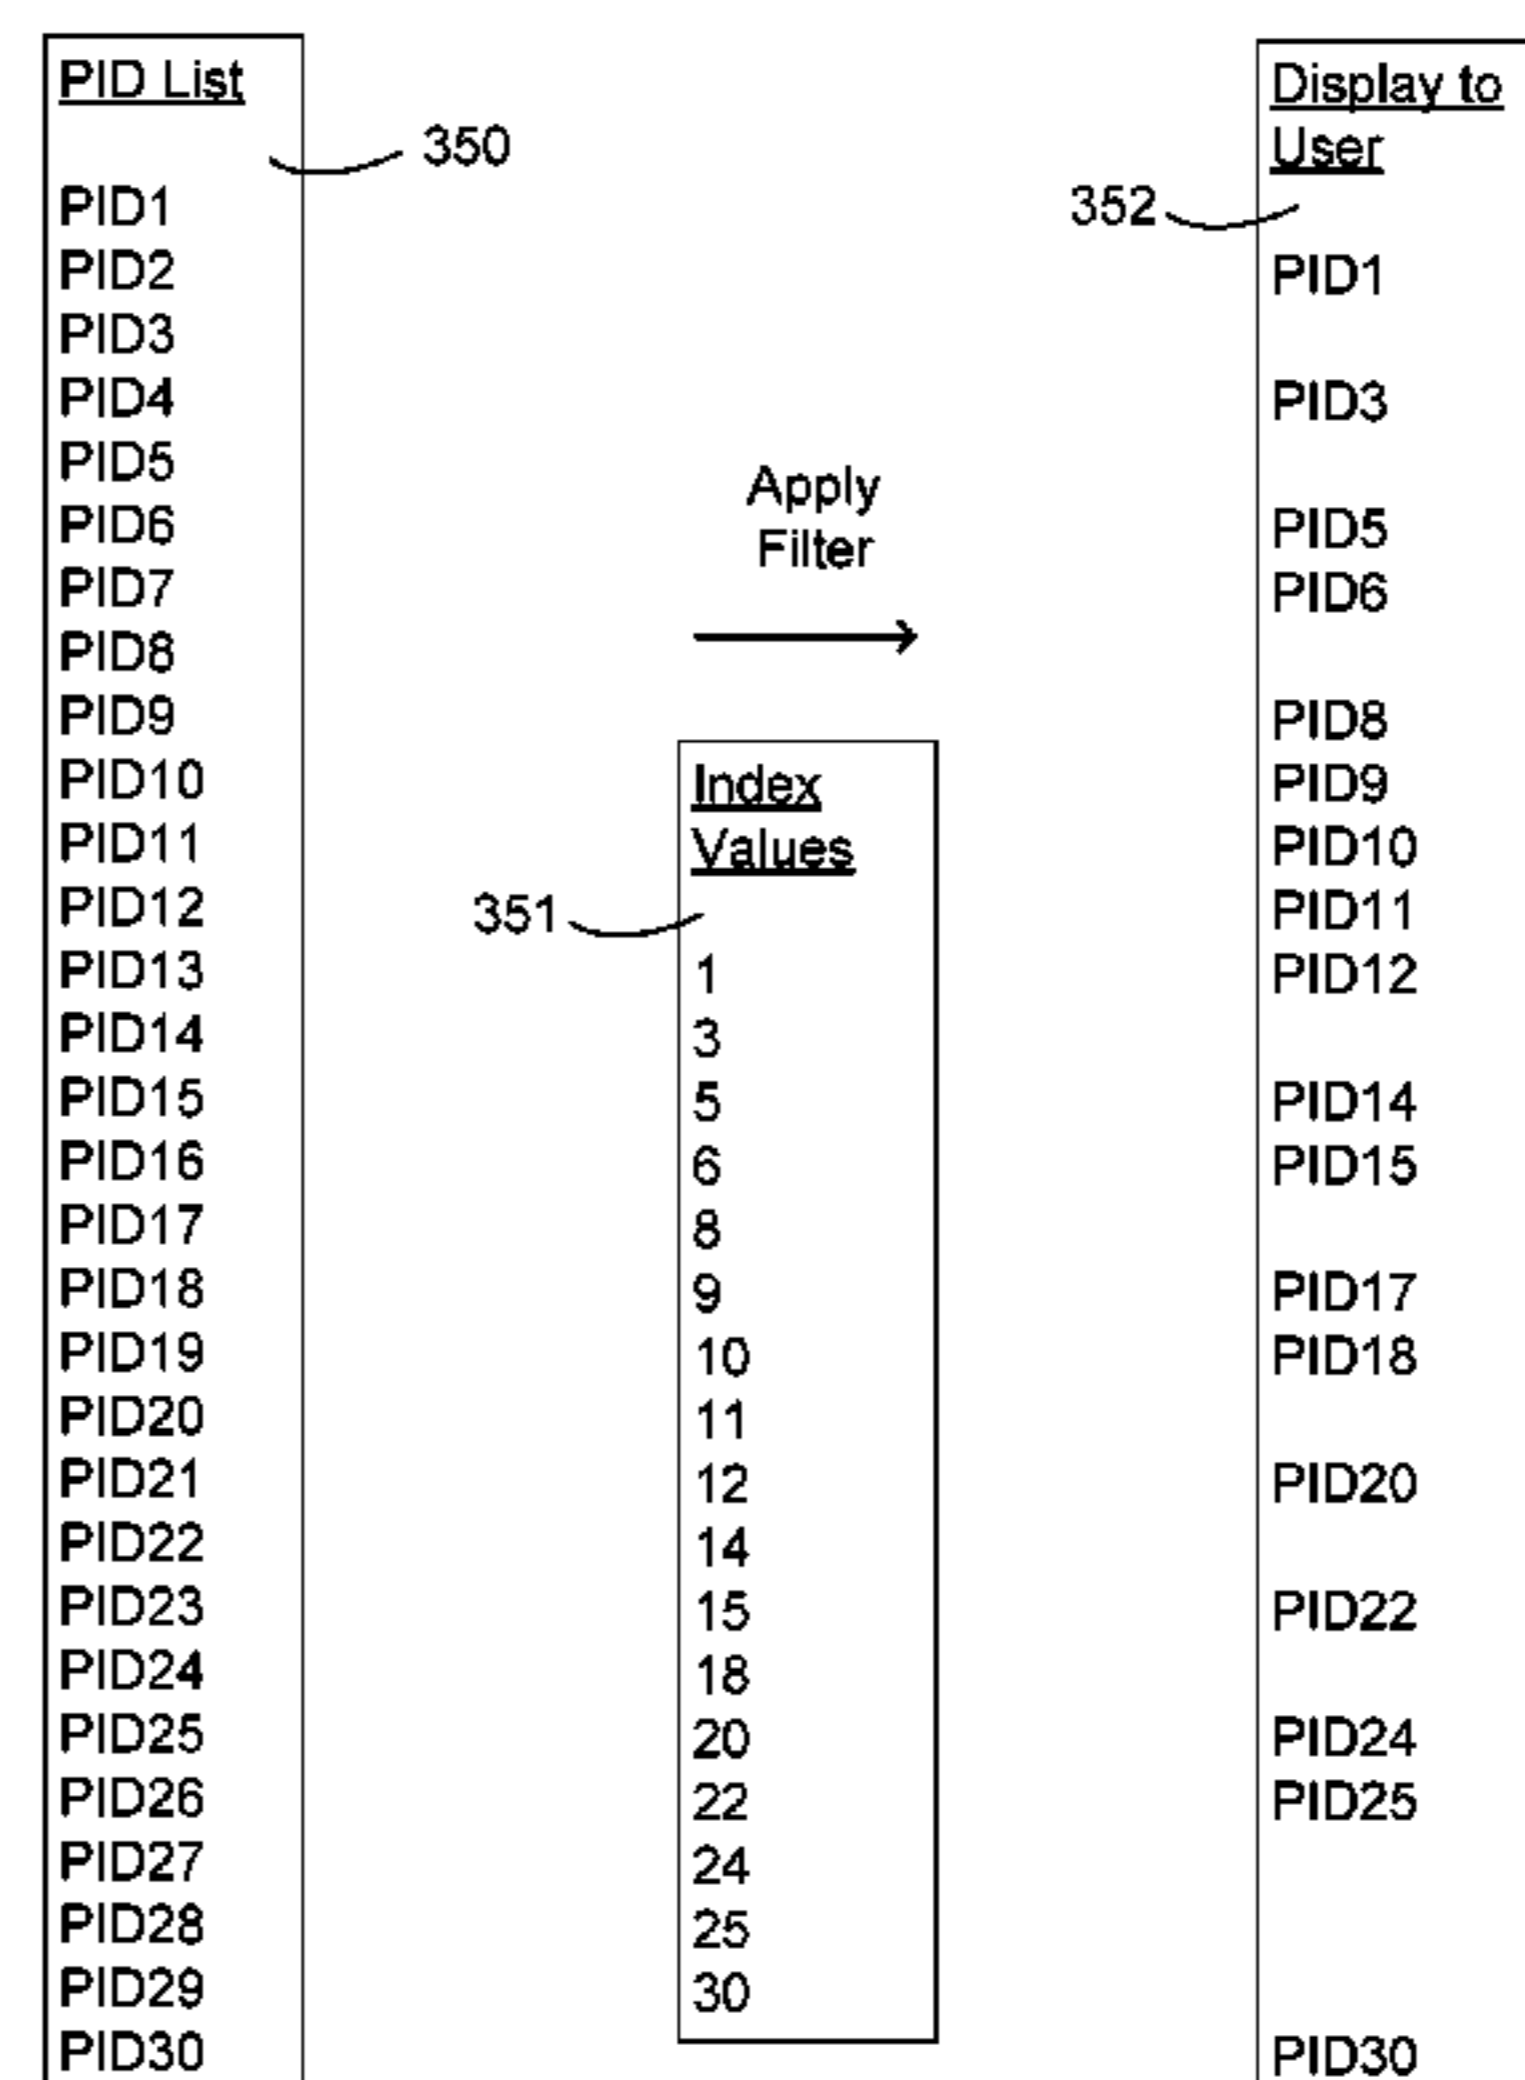 PID List
350
PID1
PID2
PID3
PID4
PID5
PID6
PID7
PID8
PID9
PID10
PID11
PID12
PID13
PID14
PID15
PID16
PID17
PID18
PID19
PID20
PID21
PID22
PID23
PID24
PID25
PID26
PID27
PID28
PID29
PID30
Apply
Filter
Index
Values
351
1
3
5
6
8
9
10
11
12
14
15
18
20
22
24
25
30
Display to
User
352
PID1
PID3
PID5
PID6
PID8
PID9
PID10
PID11
PID12
PID14
PID15
PID17
PID18
PID20
PID22
PID24
PID25
PID30